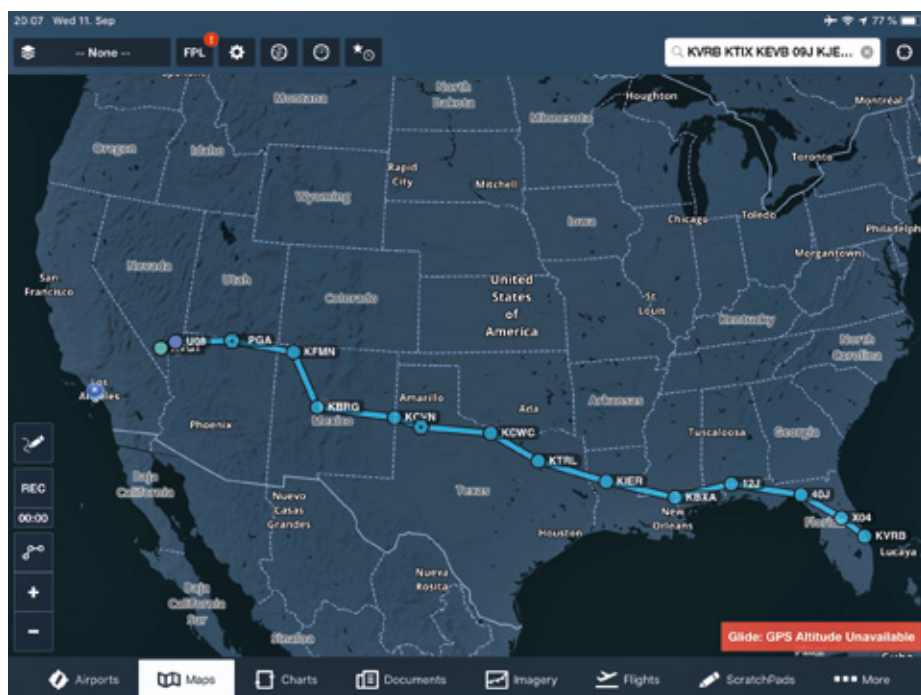 20:07 Wed 11. Sep
77 %
-- None --
FPL
!
KVRB KTIX KEVB 09J KJE...
Montana
North
Dakota
Minnesota
Houghton
Montréal
Oregon
Idaho
Rapid
City
Mitchell
Toronto
Wyoming
Iowa
Chicago
Toledo
Philadelph
San
Francisco
Nevada
Utah
Colorado
United
States
of
America
St.
Louis
Morgantown
Kentucky
U08
PGA
KFMN
North
Carolina
Los
Angeles
Phoenix
KBRG
Mexico
Amarillo
KCVN
Ada
KCWC
Arkansas
Tuscaloosa
Georgia
KTRL
Texas
KIER
KBXA
New
Orleans
12J
40J
Florida
X04
KVRB
Lucaya
Baja
California
Nuevo
Casas
Grandes
Houston
REC
00:00
Nueva
Rosita
Baja
California
Sur
Sinaloa
+
−
Glide: GPS Altitude Unavailable
Cuba
Airports
Maps
Charts
Documents
Imagery
Flights
ScratchPads
More